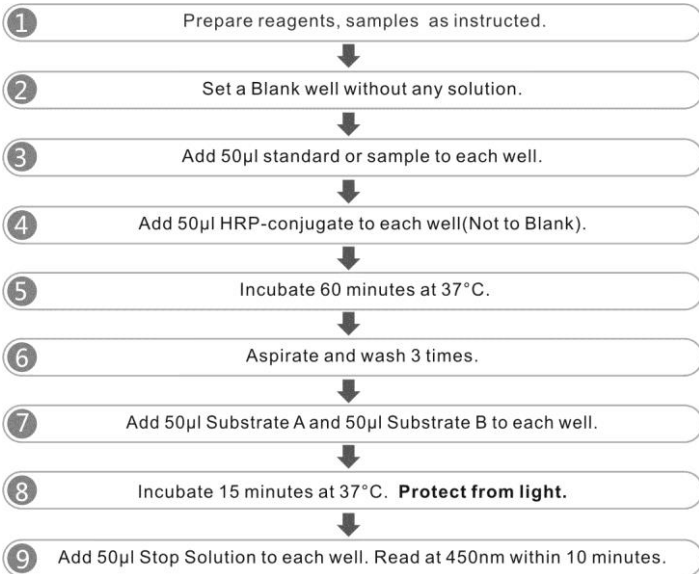 1 Prepare reagents, samples as instructed.
2 Set a Blank well without any solution.
3 Add 50µl standard or sample to each well.
4 Add 50µl HRP-conjugate to each well(Not to Blank).
5 Incubate 60 minutes at 37°C.
6 Aspirate and wash 3 times.
7 Add 50µl Substrate A and 50µl Substrate B to each well.
8 Incubate 15 minutes at 37°C. Protect from light.
9 Add 50µl Stop Solution to each well. Read at 450nm within 10 minutes.